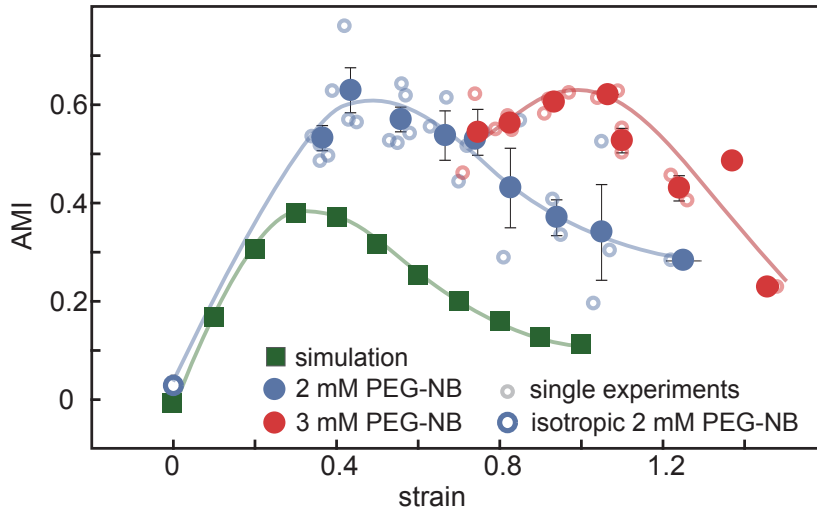 AMI
0.6
0.4
0.2
0
simulation
2 mM PEG-NB
3 mM PEG-NB
single experiments
isotropic 2 mM PEG-NB
0
0.4
0.8
1.2
strain